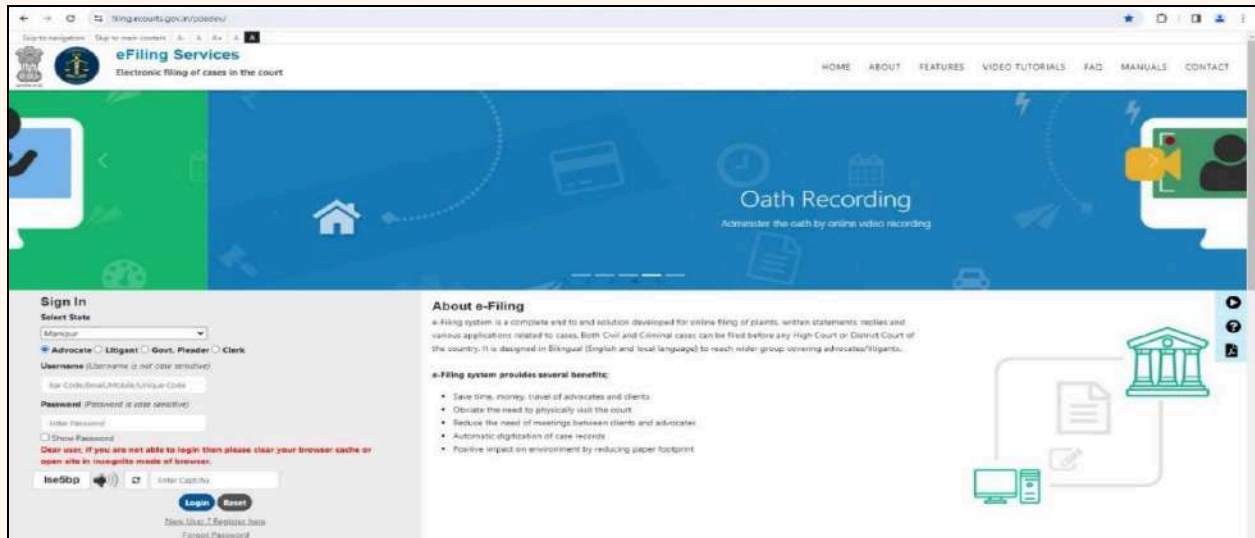 filing.ecourts.gov.in/pdedev/
Skip to navigation Skip to main content A- A A+ A A
eFiling Services
Electronic filing of cases in the court
HOME ABOUT FEATURES VIDEO TUTORIALS FAQ MANUALS CONTACT
Oath Recording
Administer the oath by online video recording
Sign In
Select State
Manipur
Advocate Litigant Govt. Pleader Clerk
Username (Username is not case sensitive)
Bar Code/Email/Mobile/Unique Code
Password (Password is case sensitive)
Enter Password
Show Password
Dear user, if you are not able to login then please clear your browser cache or
open site in incognito mode of browser.
lse5bp Enter Captcha
Login Reset
New User ? Register here
Forgot Password
About e-Filing
e-Filing system is a complete end to end solution developed for online filing of plaints, written statements, replies and
various applications related to cases. Both Civil and Criminal cases can be filed before any High Court or District Court of
the country. It is designed in Bilingual (English and local language) to reach wider group covering advocates/litigants.
e-Filing system provides several benefits;
Save time, money, travel of advocates and clients
Obviate the need to physically visit the court
Reduce the need of meetings between clients and advocates
Automatic digitization of case records
Positive impact on environment by reducing paper footprint